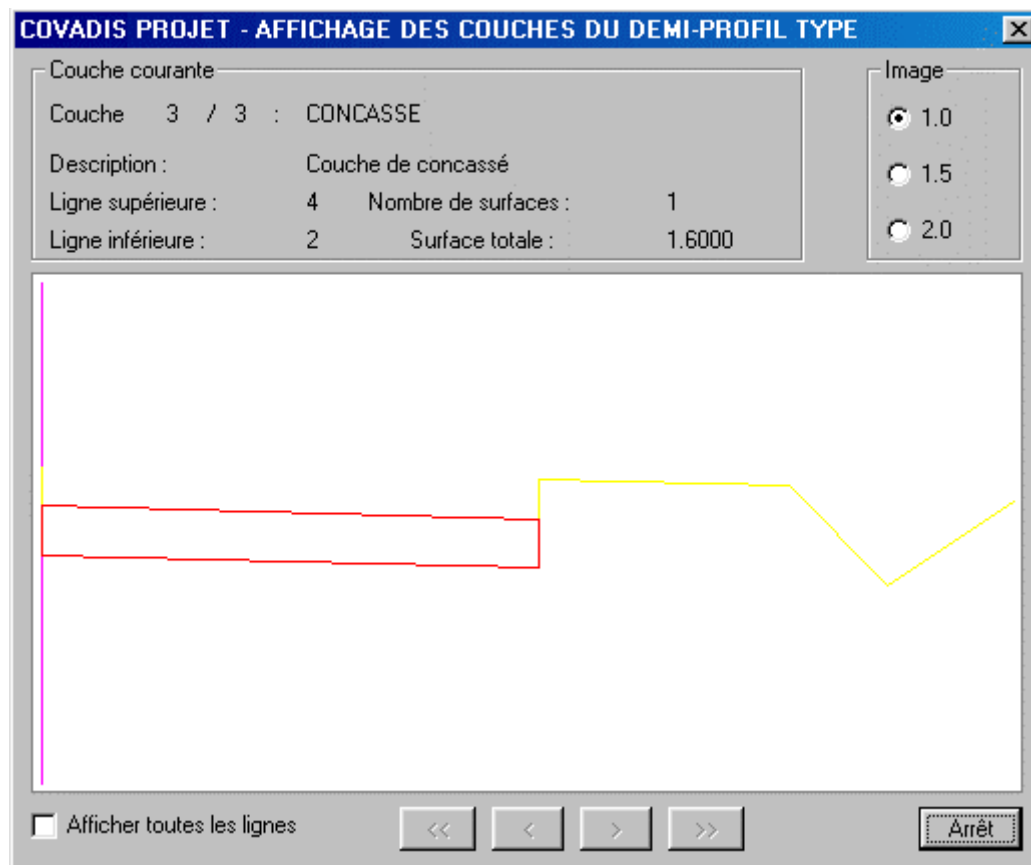 COVADIS PROJET - AFFICHAGE DES COUCHES DU DEMI-PROFIL TYPE
Couche courante
Couche 3 / 3 : CONCASSE
Description : Couche de concassé
Ligne supérieure : 4 Nombre de surfaces : 1
Ligne inférieure : 2 Surface totale : 1.6000
Image
1.0
1.5
2.0
Afficher toutes les lignes
<< < > >>
Arrêt